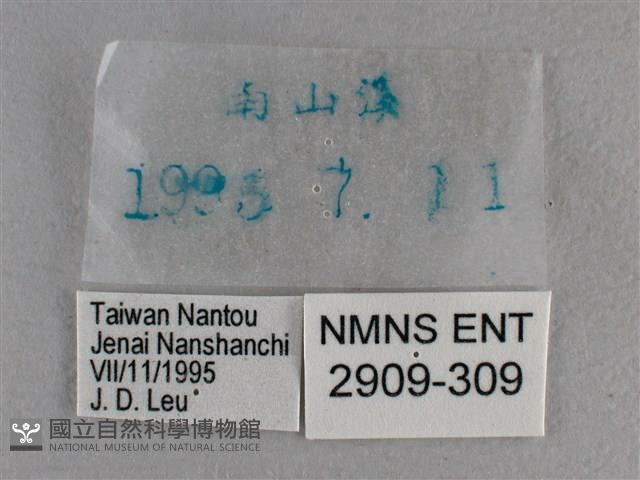 南山溪
1995 7. 11
Taiwan Nantou
Jenai Nanshanchi
VII/11/1995
J. D. Leu
NMNS ENT
2909-309
國立自然科學博物館
NATIONAL MUSEUM OF NATURAL SCIENCE